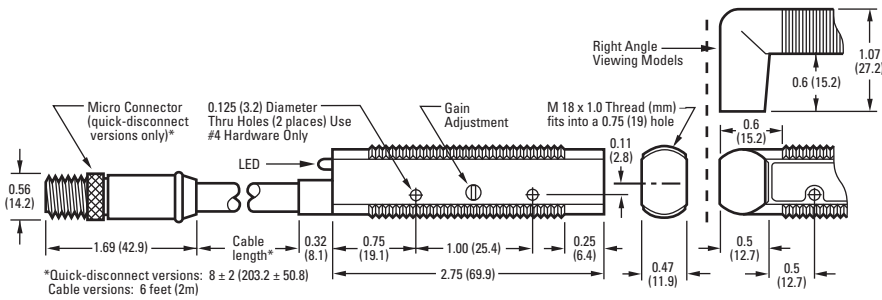 Right Angle
Viewing Models
1.07
(27.2)
0.6 (15.2)
Micro Connector
(quick-disconnect
versions only)*
0.125 (3.2) Diameter
Thru Holes (2 places) Use
#4 Hardware Only
Gain
Adjustment
M 18 x 1.0 Thread (mm)
fits into a 0.75 (19) hole
0.11
(2.8)
0.6
(15.2)
LED
0.56
(14.2)
1.69 (42.9)
Cable
length*
0.32
(8.1)
0.75
(19.1)
1.00 (25.4)
0.25
(6.4)
2.75 (69.9)
0.47
(11.9)
0.5
(12.7)
0.5
(12.7)
*Quick-disconnect versions: 8 ± 2 (203.2 ± 50.8)
Cable versions: 6 feet (2m)